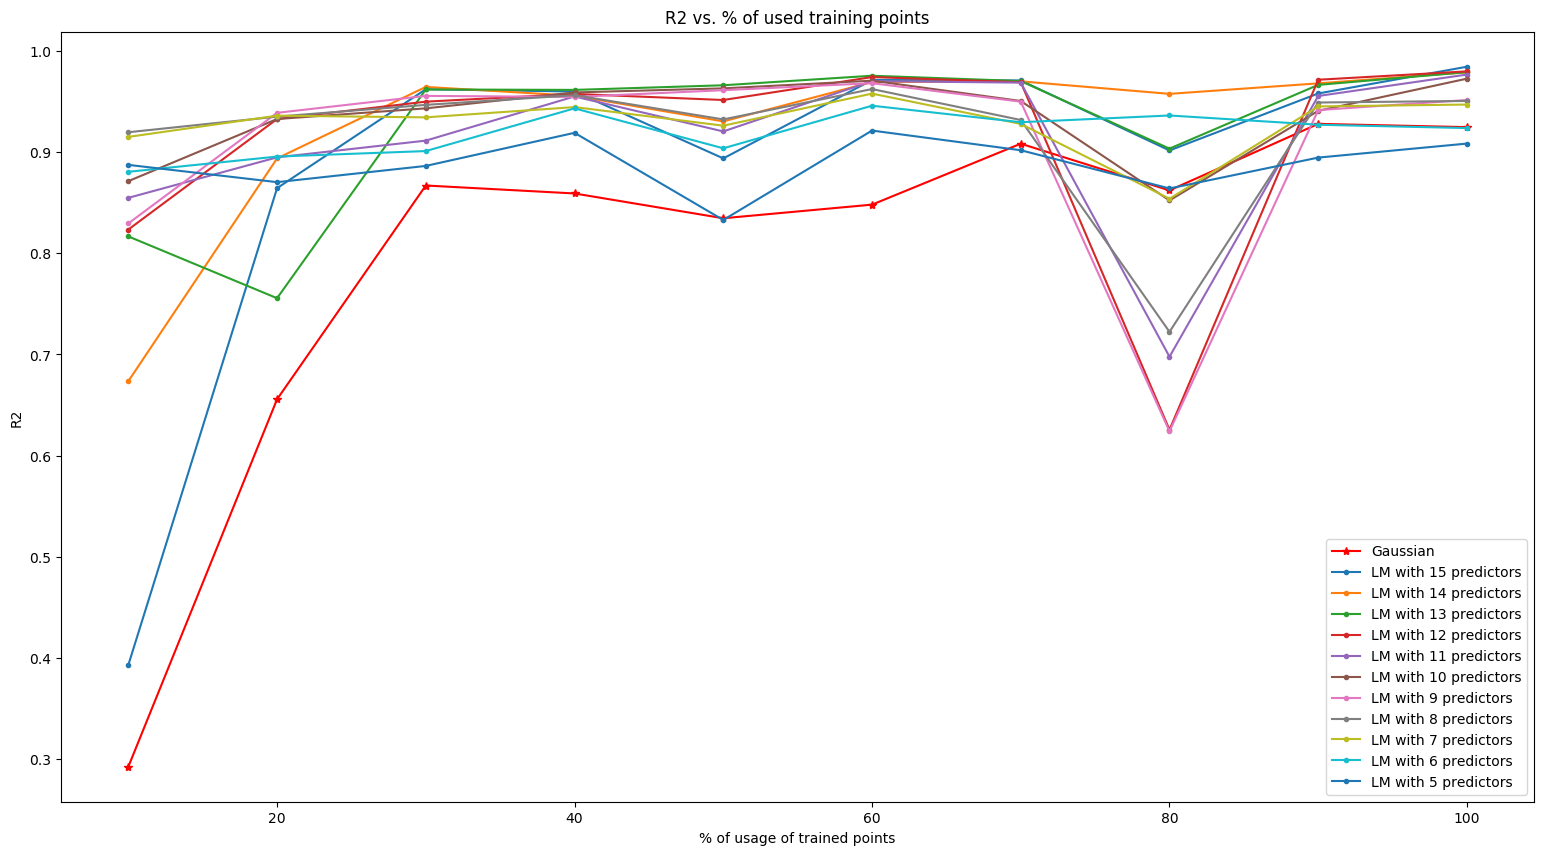 R2 vs. % of used training points
R2
1.0
0.9
0.8
0.7
0.6
0.5
0.4
0.3
Gaussian
LM with 15 predictors
LM with 14 predictors
LM with 13 predictors
LM with 12 predictors
LM with 11 predictors
LM with 10 predictors
LM with 9 predictors
LM with 8 predictors
LM with 7 predictors
LM with 6 predictors
LM with 5 predictors
20 40 60 80 100
% of usage of trained points